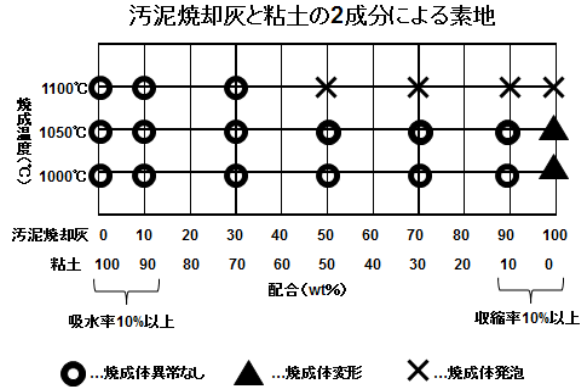 汚泥焼却灰と粘土の2成分による素地
焼成温度(℃)
1100℃
1050℃
1000℃
汚泥焼却灰 0 10 20 30 40 50 60 70 80 90 100
粘土 100 90 80 70 60 50 40 30 20 10 0
配合(wt%)
吸水率10%以上
収縮率10%以上
…焼成体異常なし
…焼成体変形
…焼成体発泡